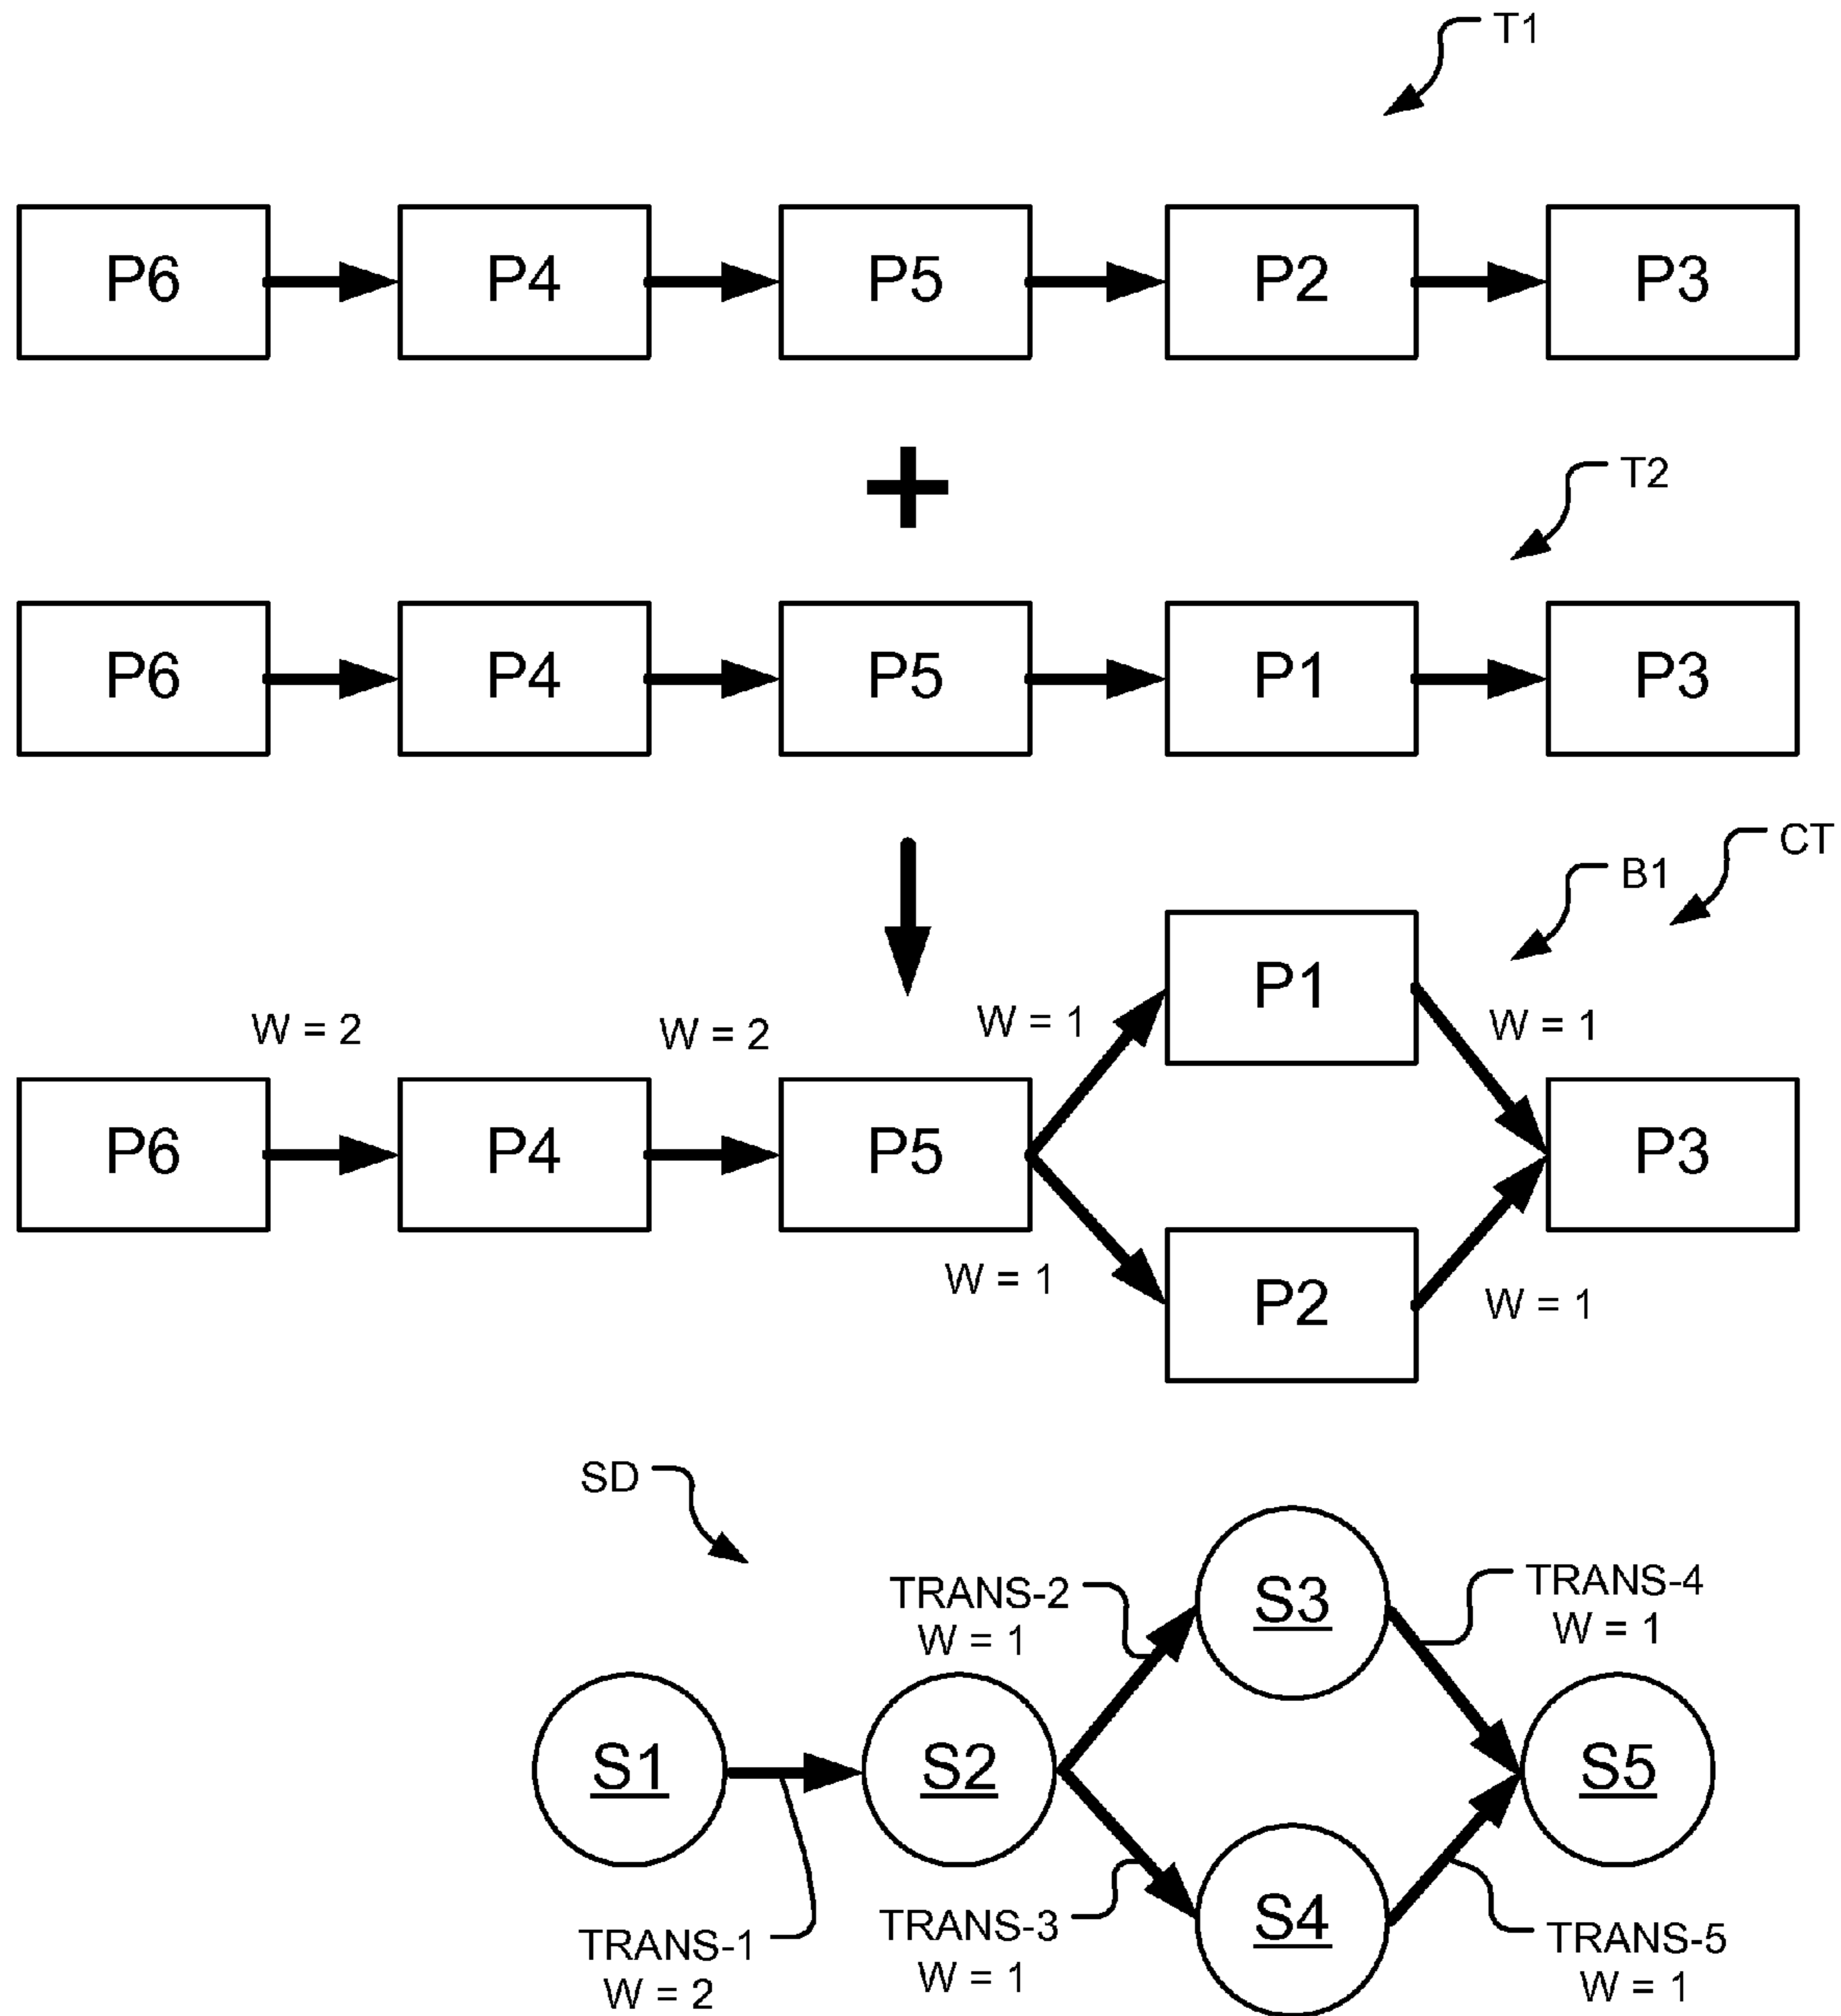 T1
P6 P4 P5 P2 P3
+
T2
P6 P4 P5 P1 P3
CT
B1
P1
W = 2 W = 2 W = 1 W = 1
P6 P4 P5 P3
W = 1 W = 1
P2
SD
TRANS-2
W = 1
S3
TRANS-4
W = 1
S1 S2 S5
TRANS-1
W = 2
TRANS-3
W = 1
S4
TRANS-5
W = 1